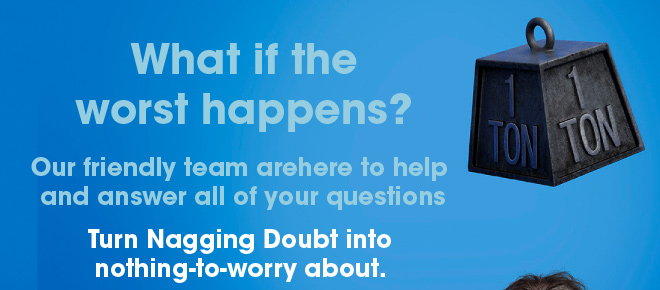 What if the
worst happens?
Our friendly team arehere to help
and answer all of your questions
Turn Nagging Doubt into
nothing-to-worry about.
1
TON
1
TON